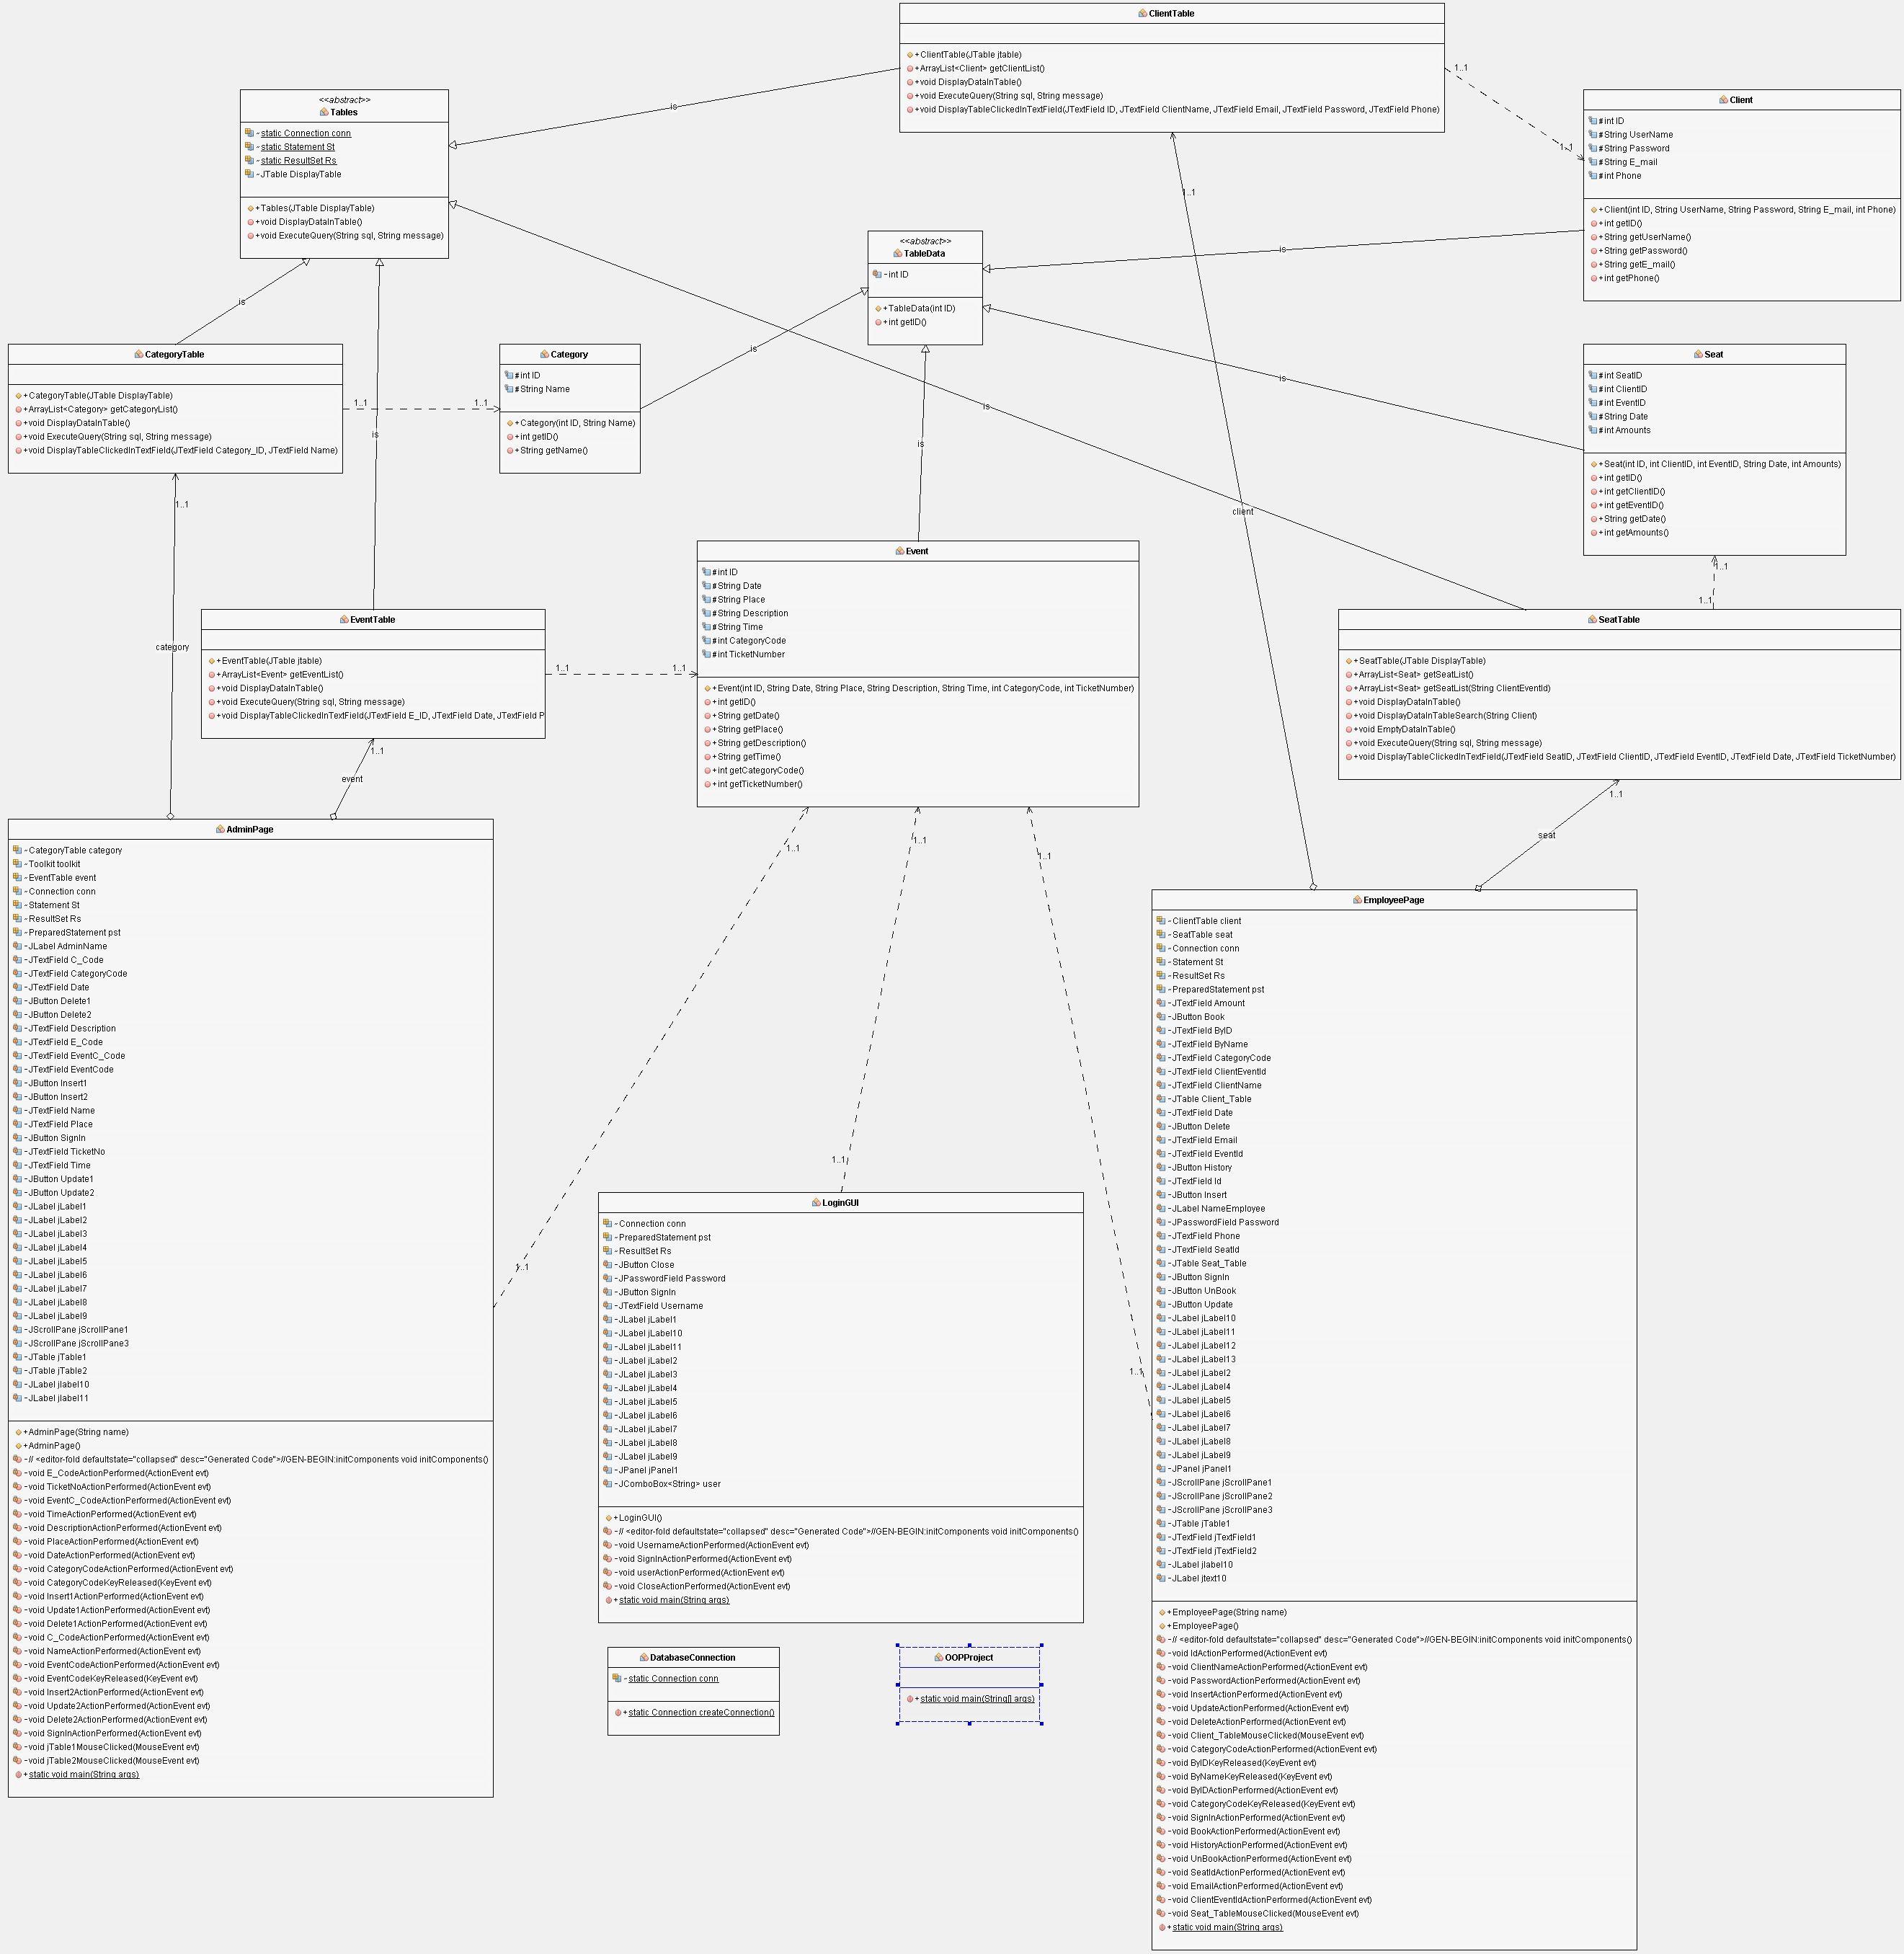 ClientTable
+ClientTable(JTable jtable)
+ArrayList<Client> getClientList()
+void DisplayDataInTable()
+void ExecuteQuery(String sql, String message)
+void DisplayTableClickedInTextField(JTextField ID, JTextField ClientName, JTextField Email, JTextField Password, JTextField Phone)
1..1
1..1
1..1
is
<<abstract>>
Tables
~static Connection conn
~static Statement St
~static ResultSet Rs
~JTable DisplayTable
+Tables(JTable DisplayTable)
+void DisplayDataInTable()
+void ExecuteQuery(String sql, String message)
Client
#int ID
#String UserName
#String Password
#String E_mail
#int Phone
+Client(int ID, String UserName, String Password, String E_mail, int Phone)
+int getID()
+String getUserName()
+String getPassword()
+String getE_mail()
+int getPhone()
<<abstract>>
TableData
-int ID
+TableData(int ID)
+int getID()
is
is
is
is
is
is
is
CategoryTable
+CategoryTable(JTable DisplayTable)
+ArrayList<Category> getCategoryList()
+void DisplayDataInTable()
+void ExecuteQuery(String sql, String message)
+void DisplayTableClickedInTextField(JTextField Category_ID, JTextField Name)
1..1
1..1
1..1
category
Category
#int ID
#String Name
+Category(int ID, String Name)
+int getID()
+String getName()
Seat
#int SeatID
#int ClientID
#int EventID
#String Date
#int Amounts
+Seat(int ID, int ClientID, int EventID, String Date, int Amounts)
+int getID()
+int getClientID()
+int getEventID()
+String getDate()
+int getAmounts()
1..1
1..1
client
Event
#int ID
#String Date
#String Place
#String Description
#String Time
#int CategoryCode
#int TicketNumber
+Event(int ID, String Date, String Place, String Description, String Time, int CategoryCode, int TicketNumber)
+int getID()
+String getDate()
+String getPlace()
+String getDescription()
+String getTime()
+int getCategoryCode()
+int getTicketNumber()
EventTable
+EventTable(JTable jtable)
+ArrayList<Event> getEventList()
+void DisplayDataInTable()
+void ExecuteQuery(String sql, String message)
+void DisplayTableClickedInTextField(JTextField E_ID, JTextField Date, JTextField P
1..1
1..1
1..1
event
SeatTable
+SeatTable(JTable DisplayTable)
+ArrayList<Seat> getSeatList()
+ArrayList<Seat> getSeatList(String ClientEventId)
+void DisplayDataInTable()
+void DisplayDataInTableSearch(String Client)
+void EmptyDataInTable()
+void ExecuteQuery(String sql, String message)
+void DisplayTableClickedInTextField(JTextField SeatID, JTextField ClientID, JTextField EventID, JTextField Date, JTextField TicketNumber)
1..1
seat
1..1
1..1
1..1
1..1
1..1
1..1
AdminPage
~CategoryTable category
~Toolkit toolkit
~EventTable event
~Connection conn
~Statement St
~ResultSet Rs
~PreparedStatement pst
-JLabel AdminName
-JTextField C_Code
-JTextField CategoryCode
-JTextField Date
-JButton Delete1
-JButton Delete2
-JTextField Description
-JTextField E_Code
-JTextField EventC_Code
-JTextField EventCode
-JButton Insert1
-JButton Insert2
-JTextField Name
-JTextField Place
-JButton SignIn
-JTextField TicketNo
-JTextField Time
-JButton Update1
-JButton Update2
-JLabel jLabel1
-JLabel jLabel2
-JLabel jLabel3
-JLabel jLabel4
-JLabel jLabel5
-JLabel jLabel6
-JLabel jLabel7
-JLabel jLabel8
-JLabel jLabel9
-JScrollPane jScrollPane1
-JScrollPane jScrollPane3
-JTable jTable1
-JTable jTable2
-JLabel jlabel10
-JLabel jlabel11
+AdminPage(String name)
+AdminPage()
-// <editor-fold defaultstate="collapsed" desc="Generated Code">//GEN-BEGIN:initComponents void initComponents()
-void E_CodeActionPerformed(ActionEvent evt)
-void TicketNoActionPerformed(ActionEvent evt)
-void EventC_CodeActionPerformed(ActionEvent evt)
-void TimeActionPerformed(ActionEvent evt)
-void DescriptionActionPerformed(ActionEvent evt)
-void PlaceActionPerformed(ActionEvent evt)
-void DateActionPerformed(ActionEvent evt)
-void CategoryCodeActionPerformed(ActionEvent evt)
-void CategoryCodeKeyReleased(KeyEvent evt)
-void Insert1ActionPerformed(ActionEvent evt)
-void Update1ActionPerformed(ActionEvent evt)
-void Delete1ActionPerformed(ActionEvent evt)
-void C_CodeActionPerformed(ActionEvent evt)
-void NameActionPerformed(ActionEvent evt)
-void EventCodeActionPerformed(ActionEvent evt)
-void EventCodeKeyReleased(KeyEvent evt)
-void Insert2ActionPerformed(ActionEvent evt)
-void Update2ActionPerformed(ActionEvent evt)
-void Delete2ActionPerformed(ActionEvent evt)
-void SignInActionPerformed(ActionEvent evt)
-void jTable1MouseClicked(MouseEvent evt)
-void jTable2MouseClicked(MouseEvent evt)
+static void main(String args)
LoginGUI
~Connection conn
~PreparedStatement pst
~ResultSet Rs
-JButton Close
-JPasswordField Password
-JButton SignIn
-JTextField Username
-JLabel jLabel1
-JLabel jLabel10
-JLabel jLabel11
-JLabel jLabel2
-JLabel jLabel3
-JLabel jLabel4
-JLabel jLabel5
-JLabel jLabel6
-JLabel jLabel7
-JLabel jLabel8
-JLabel jLabel9
-JPanel jPanel1
-JComboBox<String> user
+LoginGUI()
-// <editor-fold defaultstate="collapsed" desc="Generated Code">//GEN-BEGIN:initComponents void initComponents()
-void UsernameActionPerformed(ActionEvent evt)
-void SignInActionPerformed(ActionEvent evt)
-void userActionPerformed(ActionEvent evt)
-void CloseActionPerformed(ActionEvent evt)
+static void main(String args)
DatabaseConnection
~static Connection conn
+static Connection createConnection()
OOPProject
+static void main(String[] args)
EmployeePage
~ClientTable client
~SeatTable seat
~Connection conn
~Statement St
~ResultSet Rs
~PreparedStatement pst
-JTextField Amount
-JButton Book
-JTextField ByID
-JTextField ByName
-JTextField CategoryCode
-JTextField ClientEventId
-JTextField ClientName
-JTable Client_Table
-JTextField Date
-JButton Delete
-JTextField Email
-JTextField EventId
-JButton History
-JTextField Id
-JButton Insert
-JLabel NameEmployee
-JPasswordField Password
-JTextField Phone
-JTextField SeatId
-JTable Seat_Table
-JButton SignIn
-JButton UnBook
-JButton Update
-JLabel jLabel10
-JLabel jLabel11
-JLabel jLabel12
-JLabel jLabel13
-JLabel jLabel2
-JLabel jLabel4
-JLabel jLabel5
-JLabel jLabel6
-JLabel jLabel7
-JLabel jLabel8
-JLabel jLabel9
-JPanel jPanel1
-JScrollPane jScrollPane1
-JScrollPane jScrollPane2
-JScrollPane jScrollPane3
-JTable jTable1
-JTextField jTextField1
-JTextField jTextField2
-JLabel jlabel10
-JLabel jtext10
+EmployeePage(String name)
+EmployeePage()
-// <editor-fold defaultstate="collapsed" desc="Generated Code">//GEN-BEGIN:initComponents void initComponents()
-void IdActionPerformed(ActionEvent evt)
-void ClientNameActionPerformed(ActionEvent evt)
-void PasswordActionPerformed(ActionEvent evt)
-void InsertActionPerformed(ActionEvent evt)
-void UpdateActionPerformed(ActionEvent evt)
-void DeleteActionPerformed(ActionEvent evt)
-void Client_TableMouseClicked(MouseEvent evt)
-void CategoryCodeActionPerformed(ActionEvent evt)
-void ByIDKeyReleased(KeyEvent evt)
-void ByNameKeyReleased(KeyEvent evt)
-void ByIDActionPerformed(ActionEvent evt)
-void CategoryCodeKeyReleased(KeyEvent evt)
-void SignInActionPerformed(ActionEvent evt)
-void BookActionPerformed(ActionEvent evt)
-void HistoryActionPerformed(ActionEvent evt)
-void UnBookActionPerformed(ActionEvent evt)
-void SeatIdActionPerformed(ActionEvent evt)
-void EmailActionPerformed(ActionEvent evt)
-void ClientEventIdActionPerformed(ActionEvent evt)
-void Seat_TableMouseClicked(MouseEvent evt)
+static void main(String args)